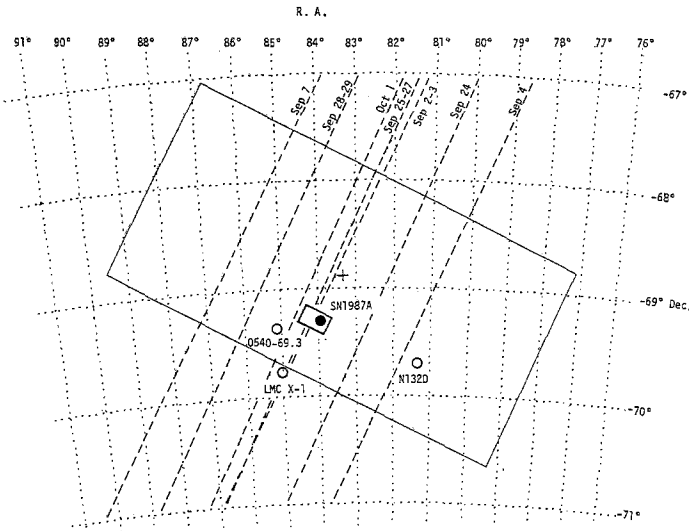 R.A.
91° 90° 89° 88° 87° 86° 85° 84° 83° 82° 81° 80° 79° 78° 77° 76°
Sep 7
Sep 28-29
Oct 1
Sep 25-27
Sep 2-3
Sep 24
Sep 4
-67°
-68°
-69° Dec.
SN1987A
0540-69.3
LMC X-1
N132D
-70°
-71°